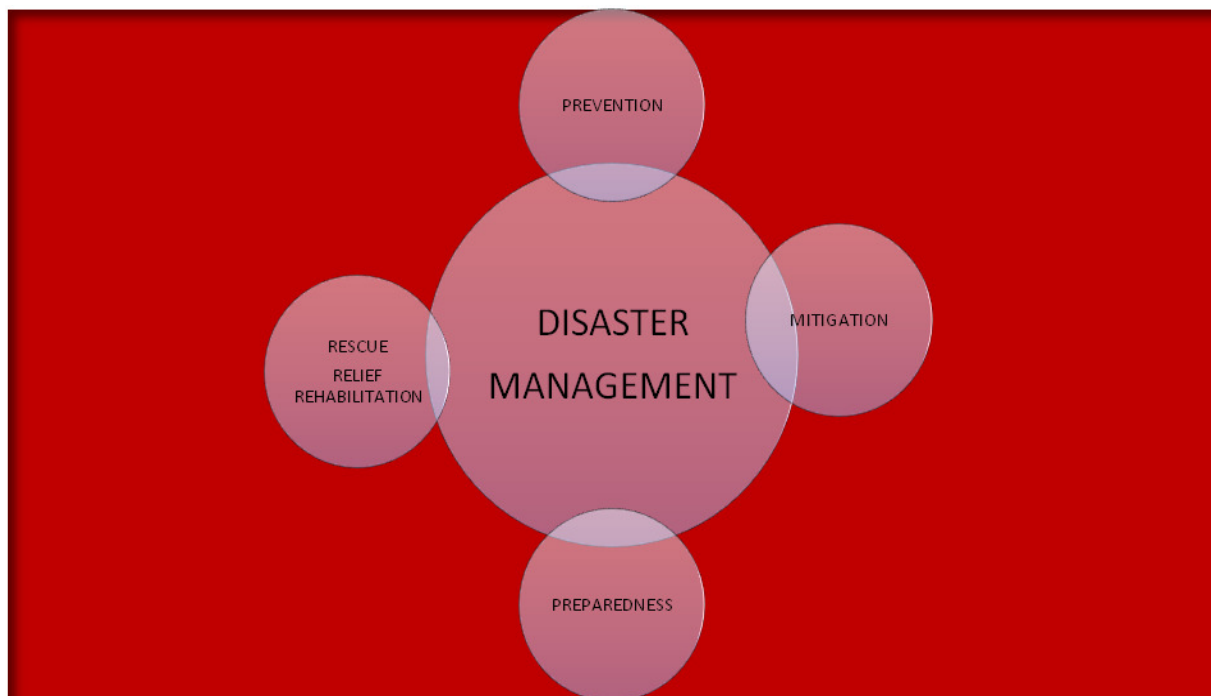 PREVENTION
DISASTER
MANAGEMENT
MITIGATION
RESCUE
RELIEF
REHABILITATION
PREPAREDNESS